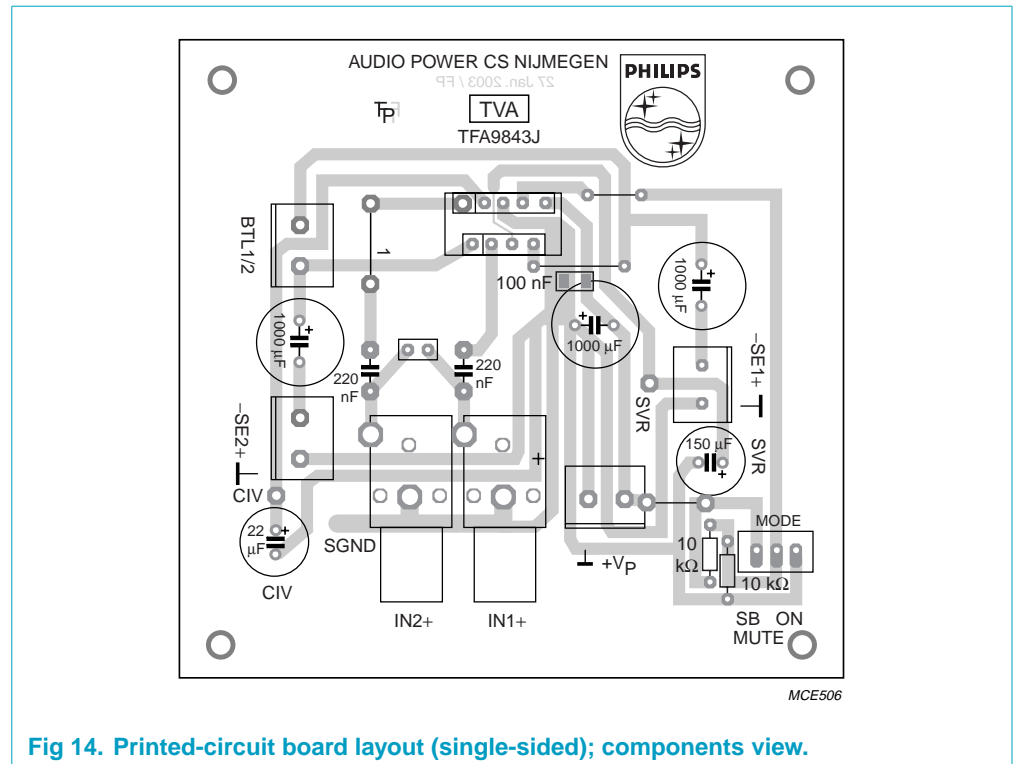 AUDIO POWER CS NIJMEGEN
PHILIPS
27 Jan. 2003 / FP
TVA
TFA9843J
BTL1/2
1
100 nF
1000 µF
1000 µF
1000 µF
220
nF
220
nF
–SE1+
SVR
–SE2+
+
150 µF
SVR
CIV
22
µF
SGND
CIV
+VP
10
kΩ
MODE
10 kΩ
IN2+
IN1+
SB ON
MUTE
MCE506
Fig 14. Printed-circuit board layout (single-sided); components view.